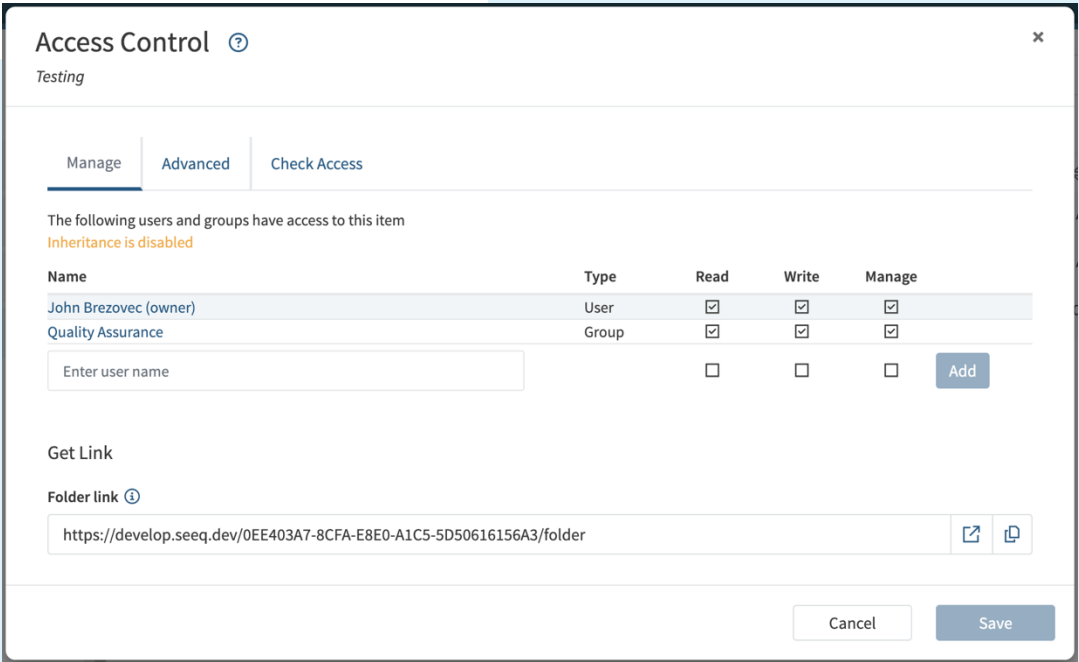 Access Control
Testing
Manage Advanced Check Access
The following users and groups have access to this item
Inheritance is disabled
Name Type Read Write Manage
John Brezovec (owner) User
Quality Assurance Group
Enter user name Add
Get Link
Folder link
https://develop.seeq.dev/0EE403A7-8CFA-E8E0-A1C5-5D50616156A3/folder
Cancel Save